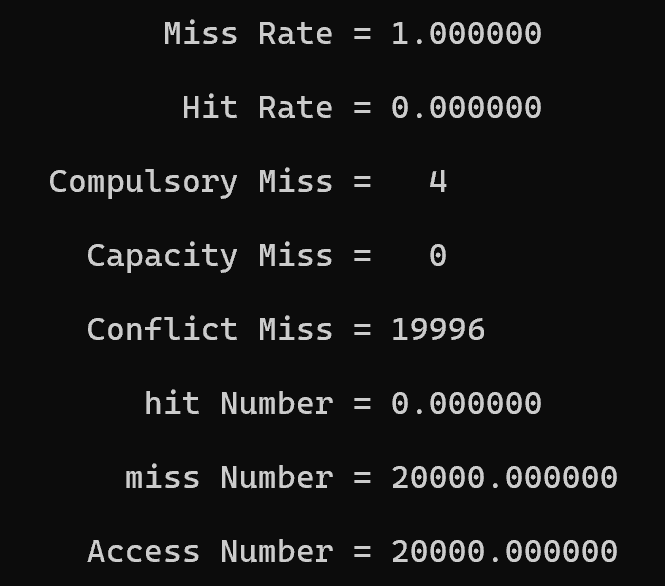 Miss Rate = 1.000000
Hit Rate = 0.000000
Compulsory Miss = 4
Capacity Miss = 0
Conflict Miss = 19996
hit Number = 0.000000
miss Number = 20000.000000
Access Number = 20000.000000